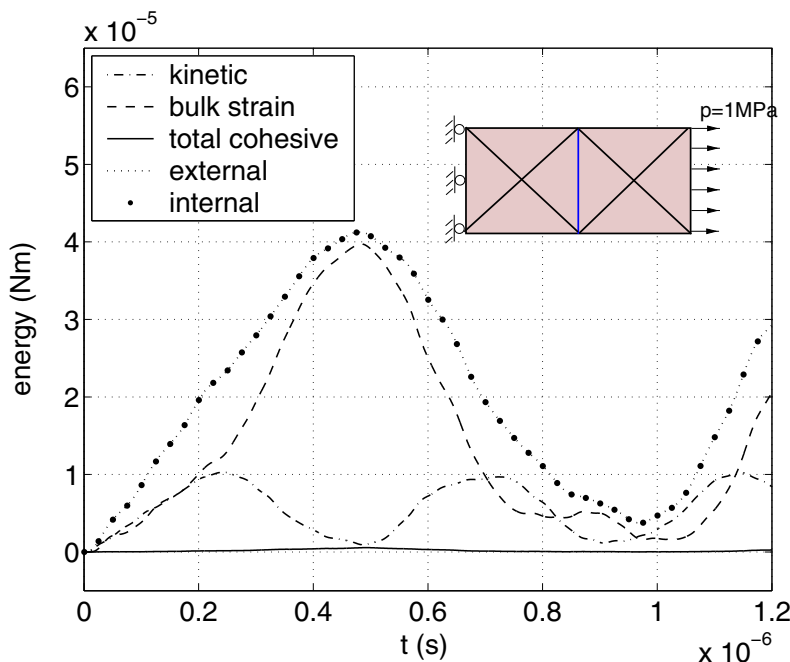 x 10⁻⁵
6
5
4
3
2
1
0
energy (Nm)
kinetic
bulk strain
total cohesive
external
internal
p=1MPa
0
0.2
0.4
0.6
0.8
1
1.2
t (s)
x 10⁻⁶